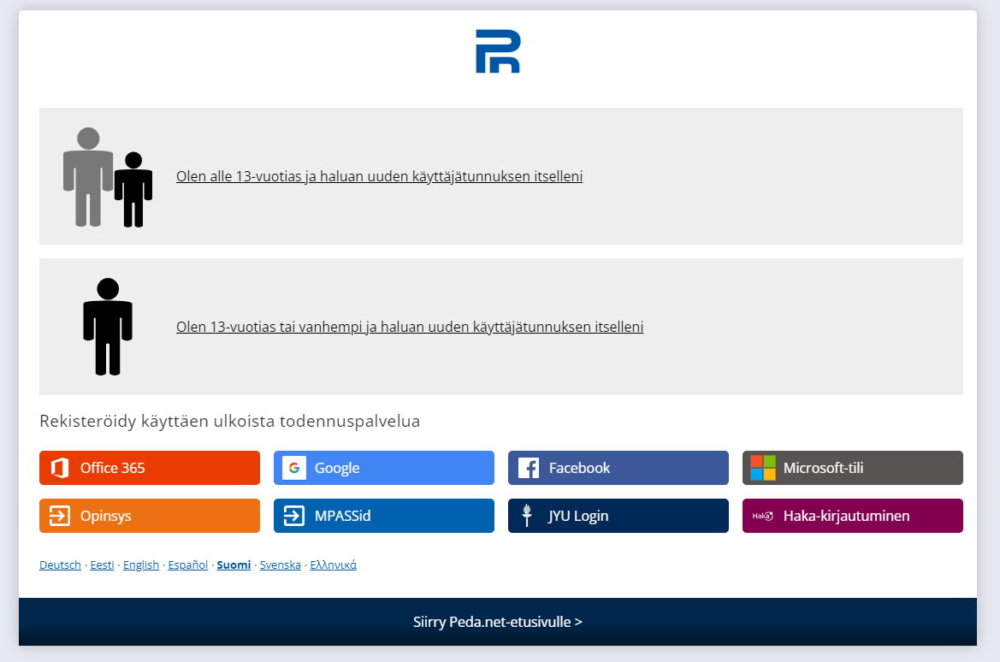 Olen alle 13-vuotias ja haluan uuden käyttäjätunnuksen itselleni
Olen 13-vuotias tai vanhempi ja haluan uuden käyttäjätunnuksen itselleni
Rekisteröidy käyttäen ulkoista todennuspalvelua
Office 365
Google
Facebook
Microsoft-tili
Opinsys
MPASSid
JYU Login
Haka Haka-kirjautuminen
Deutsch · Eesti · English · Español · Suomi · Svenska · Ελληνικά
Siirry Peda.net-etusivulle >